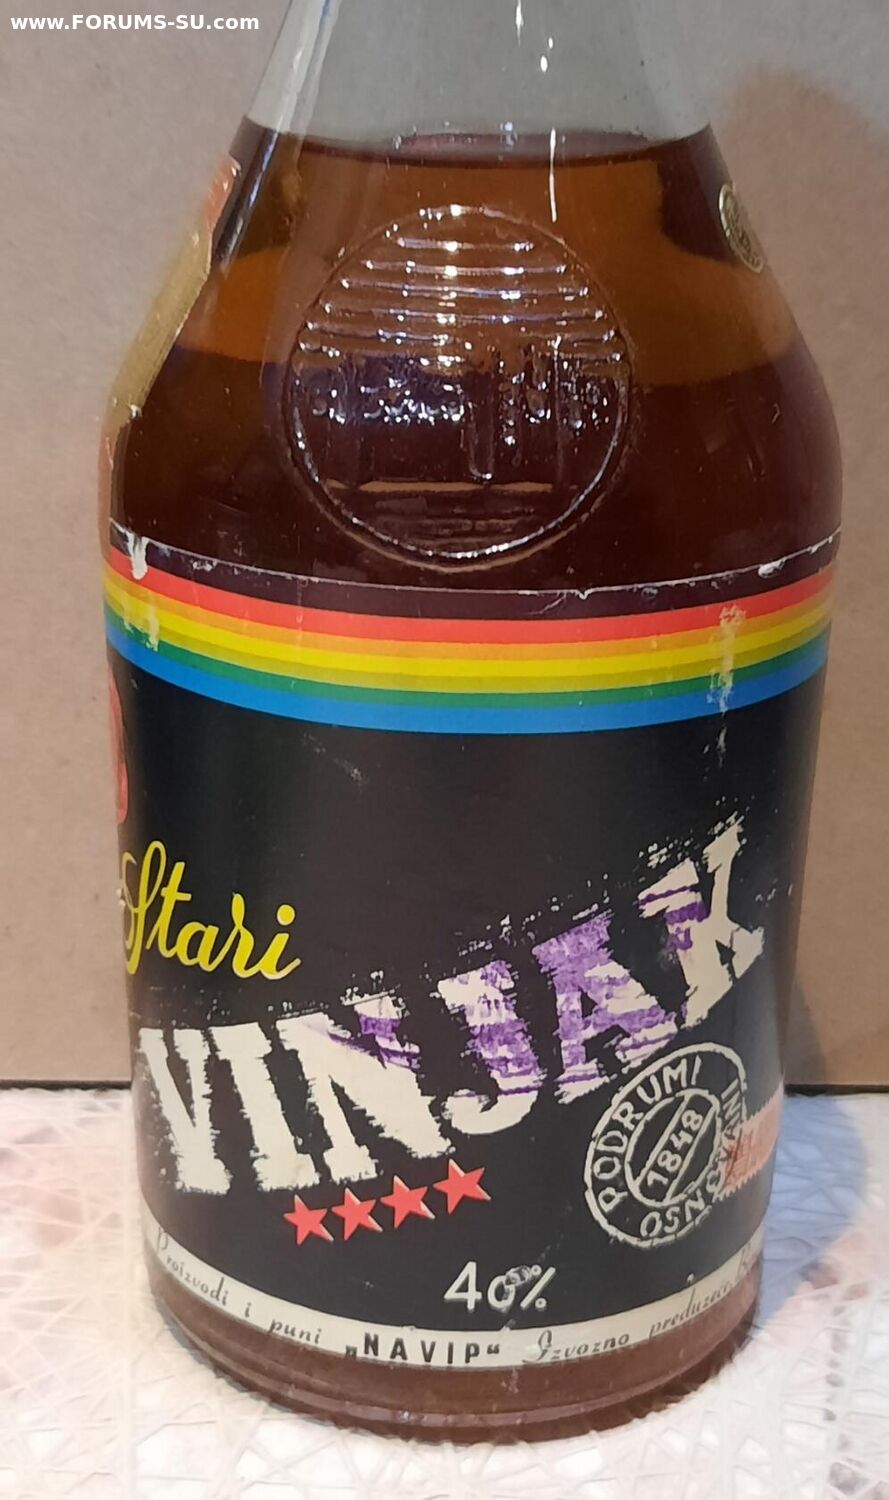 www.FORUMS-SU.com
Stari
VINJAK
PODRUMI OSNOVANI
1848
40%
Proizvodi i puni „NAVIP“ Izvozno preduzeće